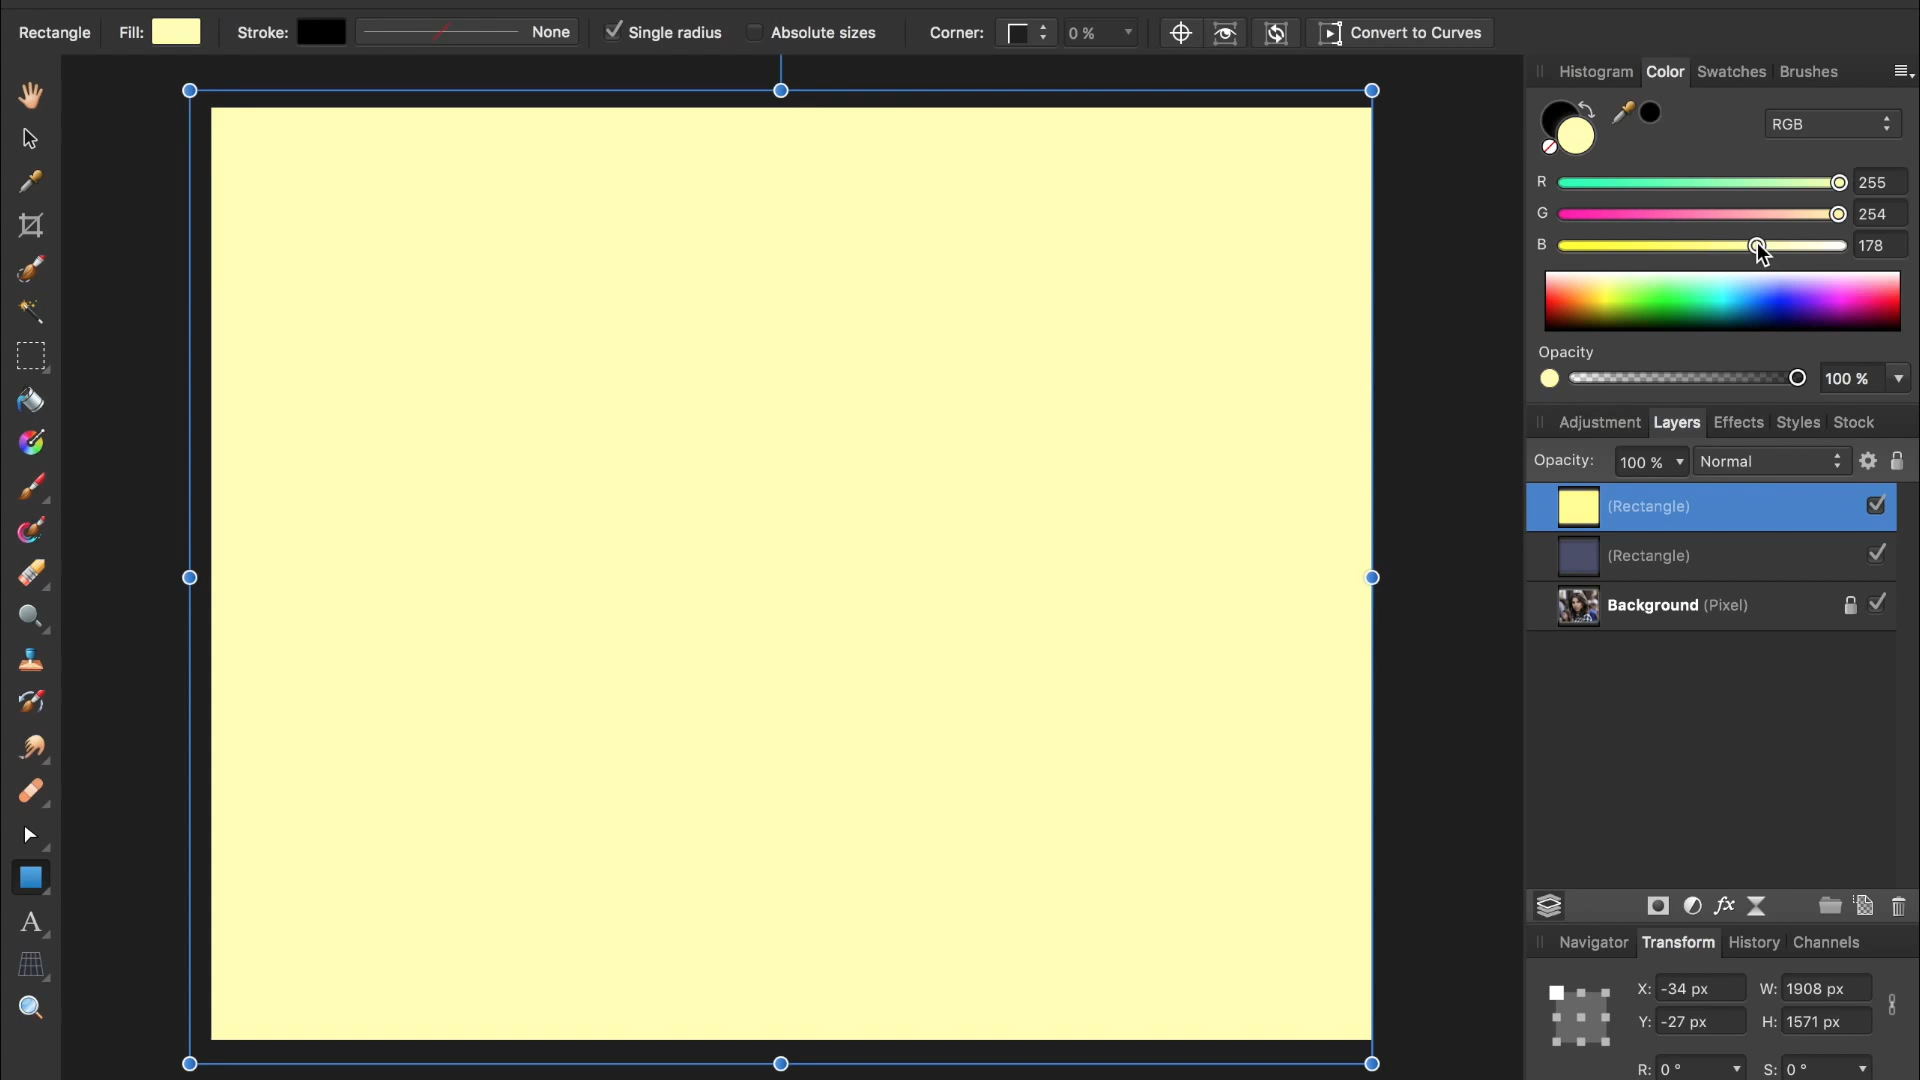 Rectangle Fill: Stroke: None Single radius Absolute sizes Corner: 0 % Convert to Curves
Histogram Color Swatches Brushes
RGB
R 255
G 254
B 178
Opacity
100 %
Adjustment Layers Effects Styles Stock
Opacity: 100 % Normal
(Rectangle)
(Rectangle)
Background (Pixel)
fx
A
Navigator Transform History Channels
X: -34 px W: 1908 px
Y: -27 px H: 1571 px
R: 0 ° S: 0 °